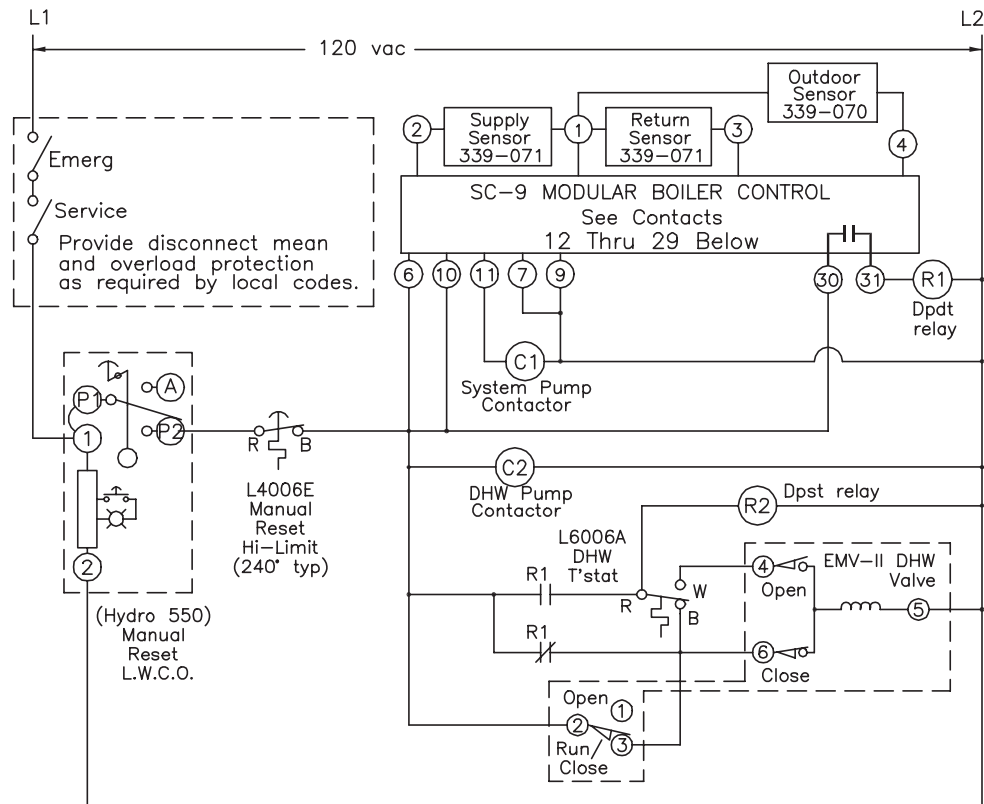 L1
L2
120 vac
Outdoor
Sensor
339-070
Supply
Sensor
339-071
Return
Sensor
339-071
2
1
3
4
Emerg
Service
Provide disconnect mean
and overload protection
as required by local codes.
SC-9 MODULAR BOILER CONTROL
See Contacts
12 Thru 29 Below
6
10
11
7
9
30
31
R1
Dpdt
relay
C1
System Pump
Contactor
P1
A
1
P2
2
R
B
L4006E
Manual
Reset
Hi-Limit
(240° typ)
(Hydro 550)
Manual
Reset
L.W.C.O.
C2
DHW Pump
Contactor
R2
Dpst relay
L6006A
DHW
T'stat
R1
R
W
B
R1
4
Open
EMV-II DHW
Valve
5
6
Close
Open
1
2
Run/
Close
3